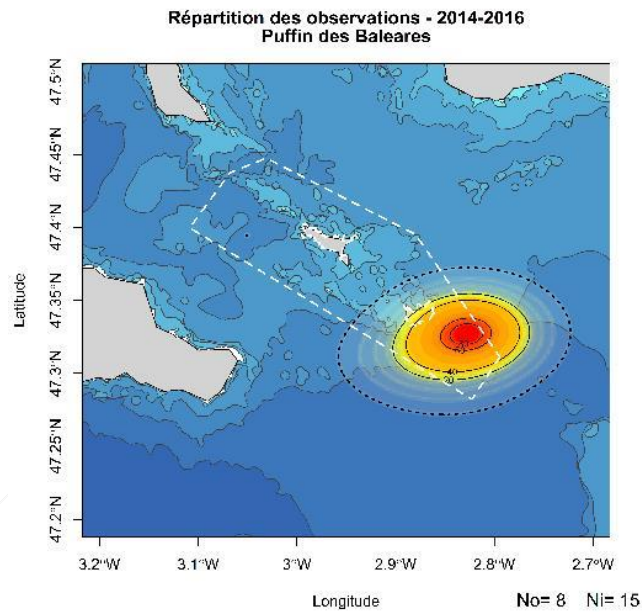 Répartition des observations - 2014-2016
Puffin des Baleares
47.5°N
47.45°N
47.4°N
47.35°N
47.3°N
47.25°N
47.2°N
Latitude
40
20
3.2°W
3.1°W
3°W
2.9°W
2.8°W
2.7°W
Longitude
No= 8 Ni= 15